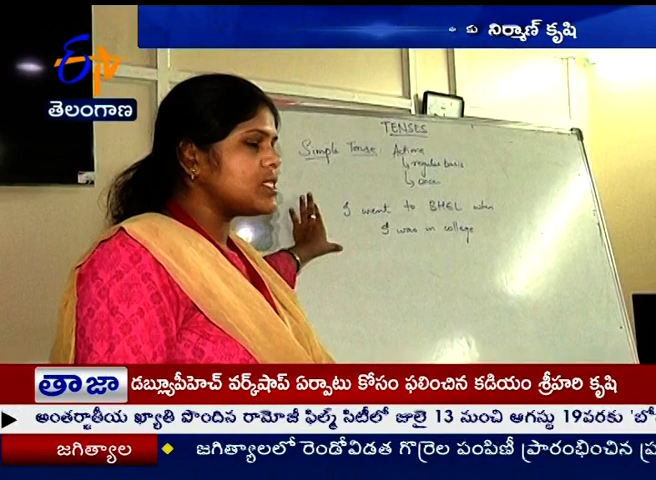 కు నిర్మాణ్ కృషి
ETV
తెలంగాణ
TENSES
Simple Tense: Actions
↳ regular basis
↳ once
I went to BHEL when
I was in college
తాజా డబ్ల్యూపీహెచ్ వర్క్‌షాప్ ఏర్పాటు కోసం ఫలించిన కడియం శ్రీహరి కృషి
అంతర్జాతీయ ఖ్యాతి పొందిన రామోజీ ఫిల్మ్ సిటీలో జులై 13 నుంచి ఆగస్టు 19వరకు 'బో
జగిత్యాల జగిత్యాలలో రెండోవిడత గొర్రెల పంపిణీ ప్రారంభించిన ప్ర